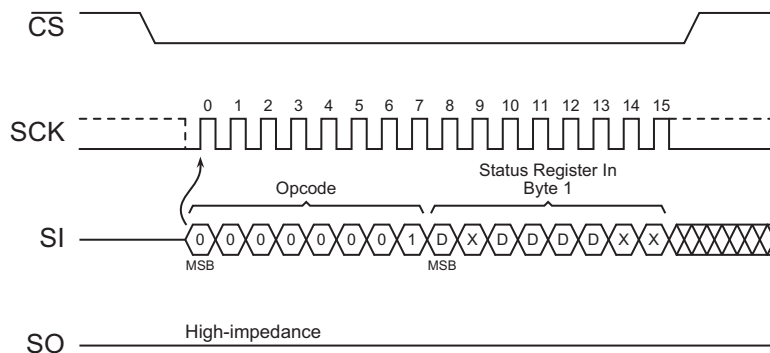 CS
0 1 2 3 4 5 6 7 8 9 10 11 12 13 14 15
SCK
Status Register In
Opcode Byte 1
SI 0 0 0 0 0 0 0 1 D X D D D D X X
MSB MSB
High-impedance
SO